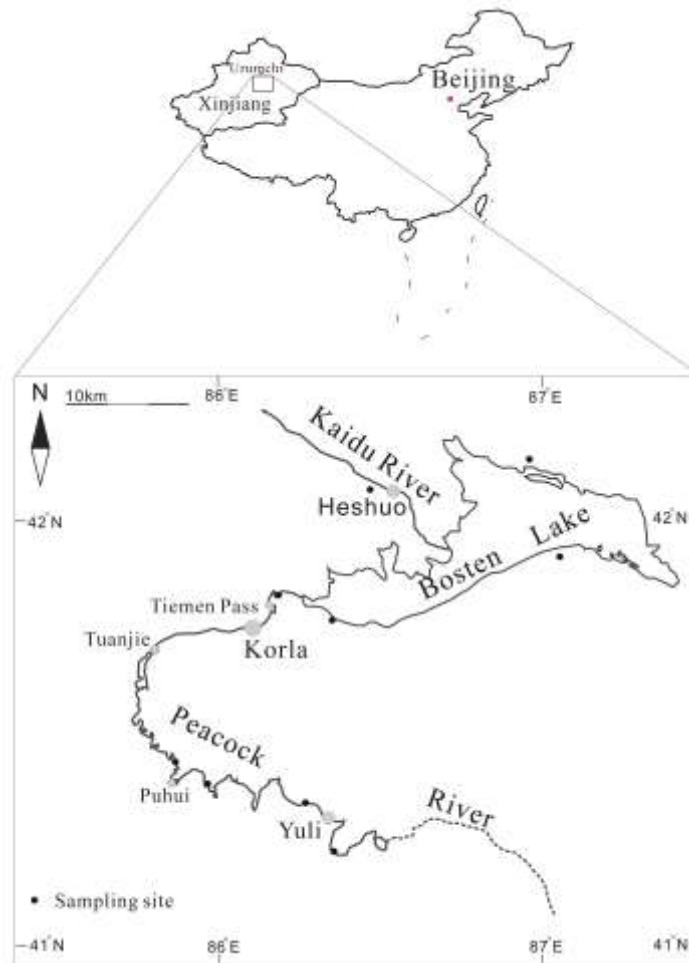 Urumchi
Beijing
Xinjiang
N
10km
86°E
87°E
Kaidu River
Heshuo
42°N
42°N
Bosten Lake
Tiemen Pass
Tuanjie
Korla
Peacock
River
Puhui
Yuli
Sampling site
41°N
86°E
87°E
41°N